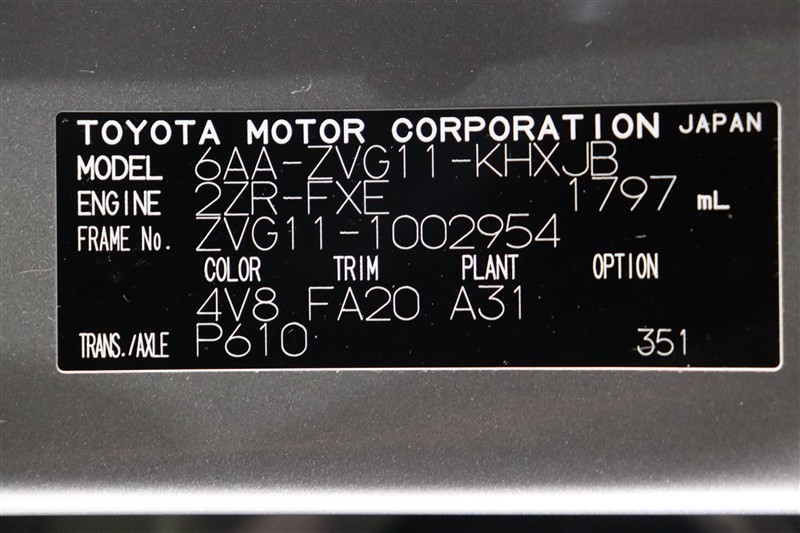 TOYOTA MOTOR CORPORATION JAPAN
MODEL 6AA-ZVG11-KHXJB
ENGINE 2ZR-FXE 1797 mL
FRAME No. ZVG11-1002954
COLOR TRIM PLANT OPTION
4V8 FA20 A31
TRANS./AXLE P610 351